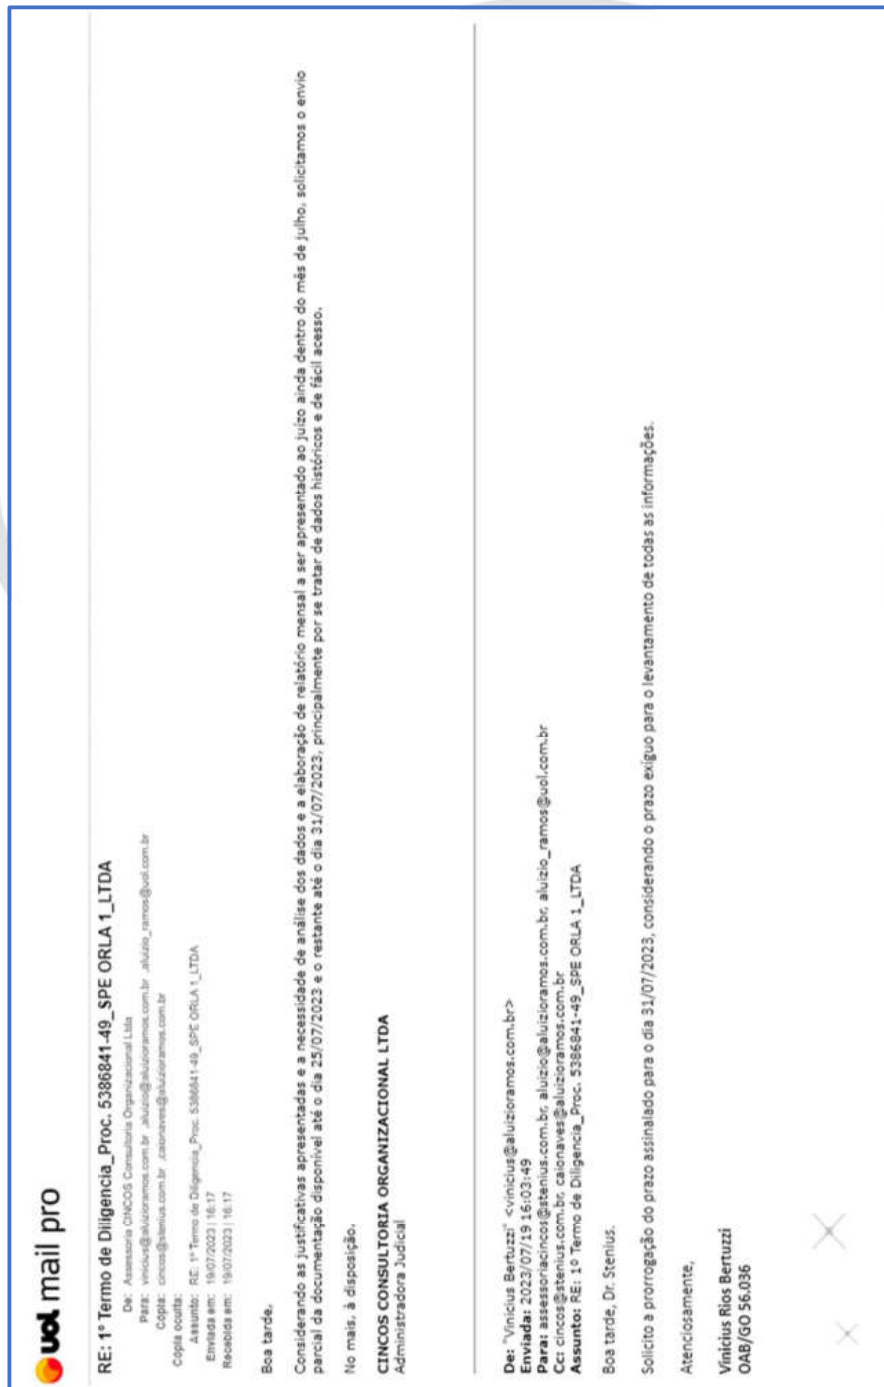 uol mail pro
RE: 1º Termo de Diligencia_Proc. 5386841-49_SPE ORLA 1_LTDA
De: Assessoria CINCOS Consultoria Organizacional Ltda
Para: vinicius@aluizioramos.com.br ,aluizio@aluizioramos.com.br ,aluizio_ramos@uol.com.br
Copia: cincos@stenius.com.br ,caionaves@aluizioramos.com.br
Copia oculta:
Assunto: RE: 1º Termo de Diligencia_Proc. 5386841-49_SPE ORLA 1_LTDA
Enviada em: 19/07/2023 | 16:17
Recebida em: 19/07/2023 | 16:17
Boa tarde,
Considerando as justificativas apresentadas e a necessidade de análise dos dados e a elaboração de relatório mensal a ser apresentado ao juízo ainda dentro do mês de julho, solicitamos o envio
parcial da documentação disponível até o dia 25/07/2023 e o restante até o dia 31/07/2023, principalmente por se tratar de dados históricos e de fácil acesso.
No mais, à disposição.
CINCOS CONSULTORIA ORGANIZACIONAL LTDA
Administradora Judicial
De: "Vinicius Bertuzzi" <vinicius@aluizioramos.com.br>
Enviada: 2023/07/19 16:03:49
Para: assessoriacincos@stenius.com.br, aluizio@aluizioramos.com.br, aluizio_ramos@uol.com.br
Cc: cincos@stenius.com.br, caionaves@aluizioramos.com.br
Assunto: RE: 1º Termo de Diligencia_Proc. 5386841-49_SPE ORLA 1_LTDA
Boa tarde, Dr. Stenius.
Solicito a prorrogação do prazo assinalado para o dia 31/07/2023, considerando o prazo exíguo para o levantamento de todas as informações.
Atenciosamente,
Vinicius Rios Bertuzzi
OAB/GO 56.036